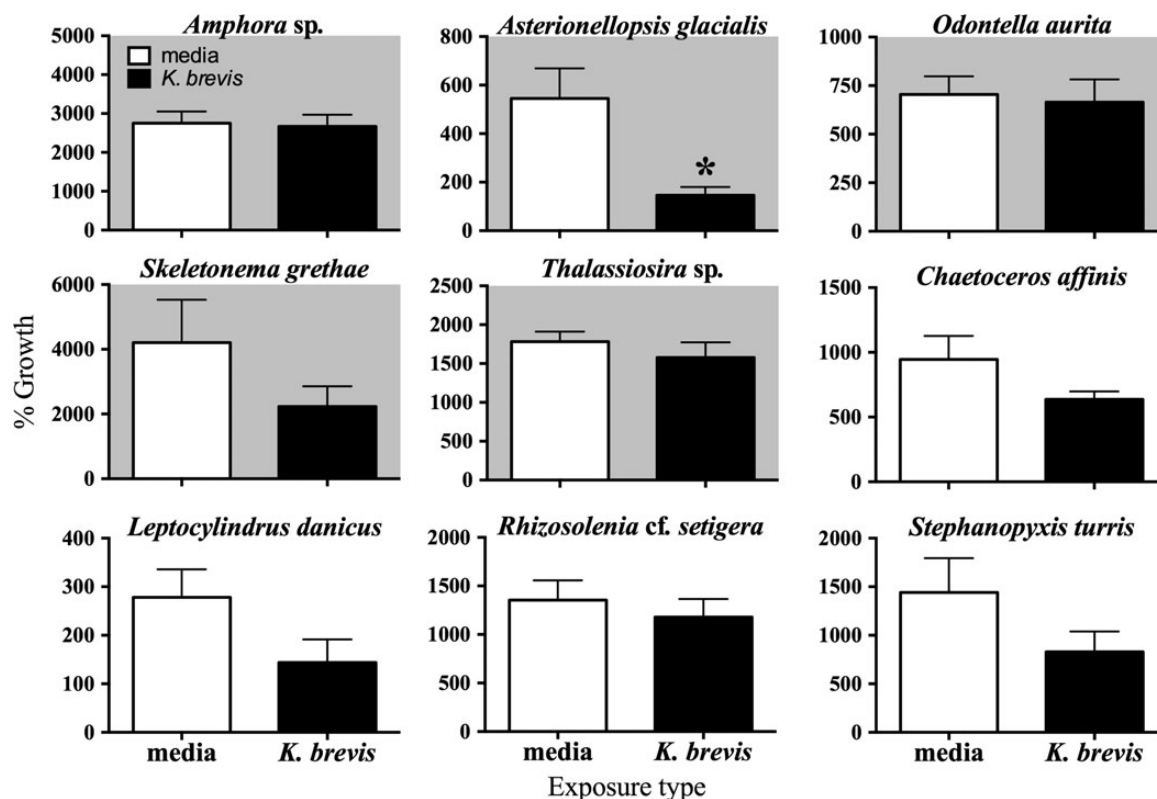 Amphora sp.
5000
4000
3000
2000
1000
0
media
K. brevis
Asterionellopsis glacialis
800
600
400
200
0
*
Odontella aurita
1000
750
500
250
0
% Growth
Skeletonema grethae
6000
4000
2000
0
Thalassiosira sp.
2500
2000
1500
1000
500
0
Chaetoceros affinis
1500
1000
500
0
Leptocylindrus danicus
400
300
200
100
0
media K. brevis
Rhizosolenia cf. setigera
2000
1500
1000
500
0
media K. brevis
Stephanopyxis turris
2000
1500
1000
500
0
media K. brevis
Exposure type